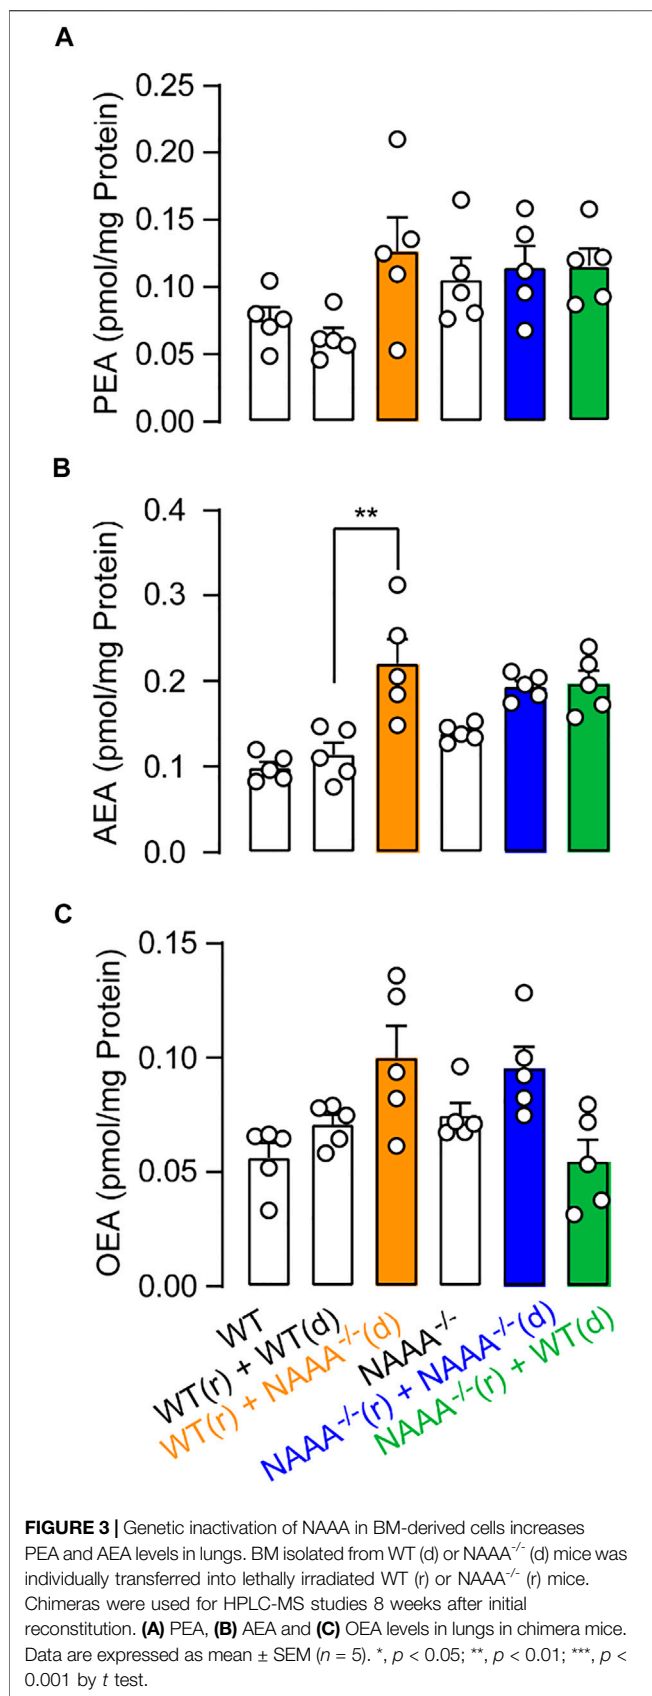 A
PEA (pmol/mg Protein)
0.25
0.20
0.15
0.10
0.05
0.00
B
AEA (pmol/mg Protein)
0.4
0.3
0.2
0.1
0.0
**
C
OEA (pmol/mg Protein)
0.15
0.10
0.05
0.00
WT
WT(r) + WT(d)
WT(r) + NAAA⁻/⁻(d)
NAAA⁻/⁻
NAAA⁻/⁻(r) + NAAA⁻/⁻(d)
NAAA⁻/⁻(r) + WT(d)
FIGURE 3 | Genetic inactivation of NAAA in BM-derived cells increases
PEA and AEA levels in lungs. BM isolated from WT (d) or NAAA⁻/⁻ (d) mice was
individually transferred into lethally irradiated WT (r) or NAAA⁻/⁻ (r) mice.
Chimeras were used for HPLC-MS studies 8 weeks after initial
reconstitution. (A) PEA, (B) AEA and (C) OEA levels in lungs in chimera mice.
Data are expressed as mean ± SEM (n = 5). *, p < 0.05; **, p < 0.01; ***, p <
0.001 by t test.